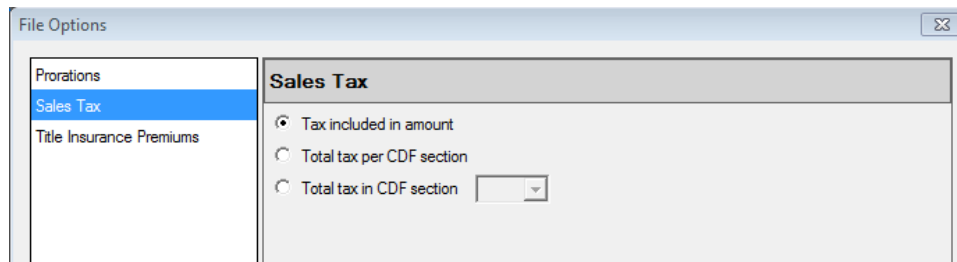 File Options
Prorations
Sales Tax
Title Insurance Premiums
Sales Tax
Tax included in amount
Total tax per CDF section
Total tax in CDF section